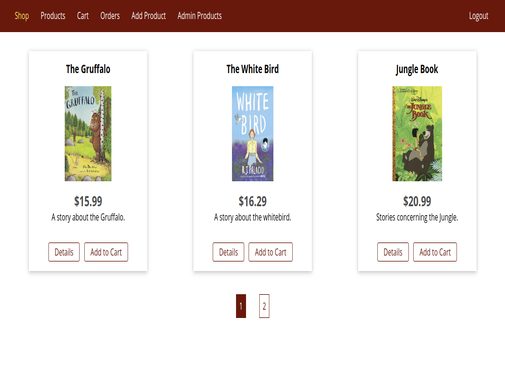 Shop Products Cart Orders Add Product Admin Products Logout
The Gruffalo
THE GRUFFALO
$15.99
A story about the Gruffalo.
Details Add to Cart
The White Bird
WHITE
BIRD
R.J. PALACIO
$16.29
A story about the whitebird.
Details Add to Cart
Jungle Book
THE JUNGLE
BOOK
$20.99
Stories concerning the Jungle.
Details Add to Cart
1 2